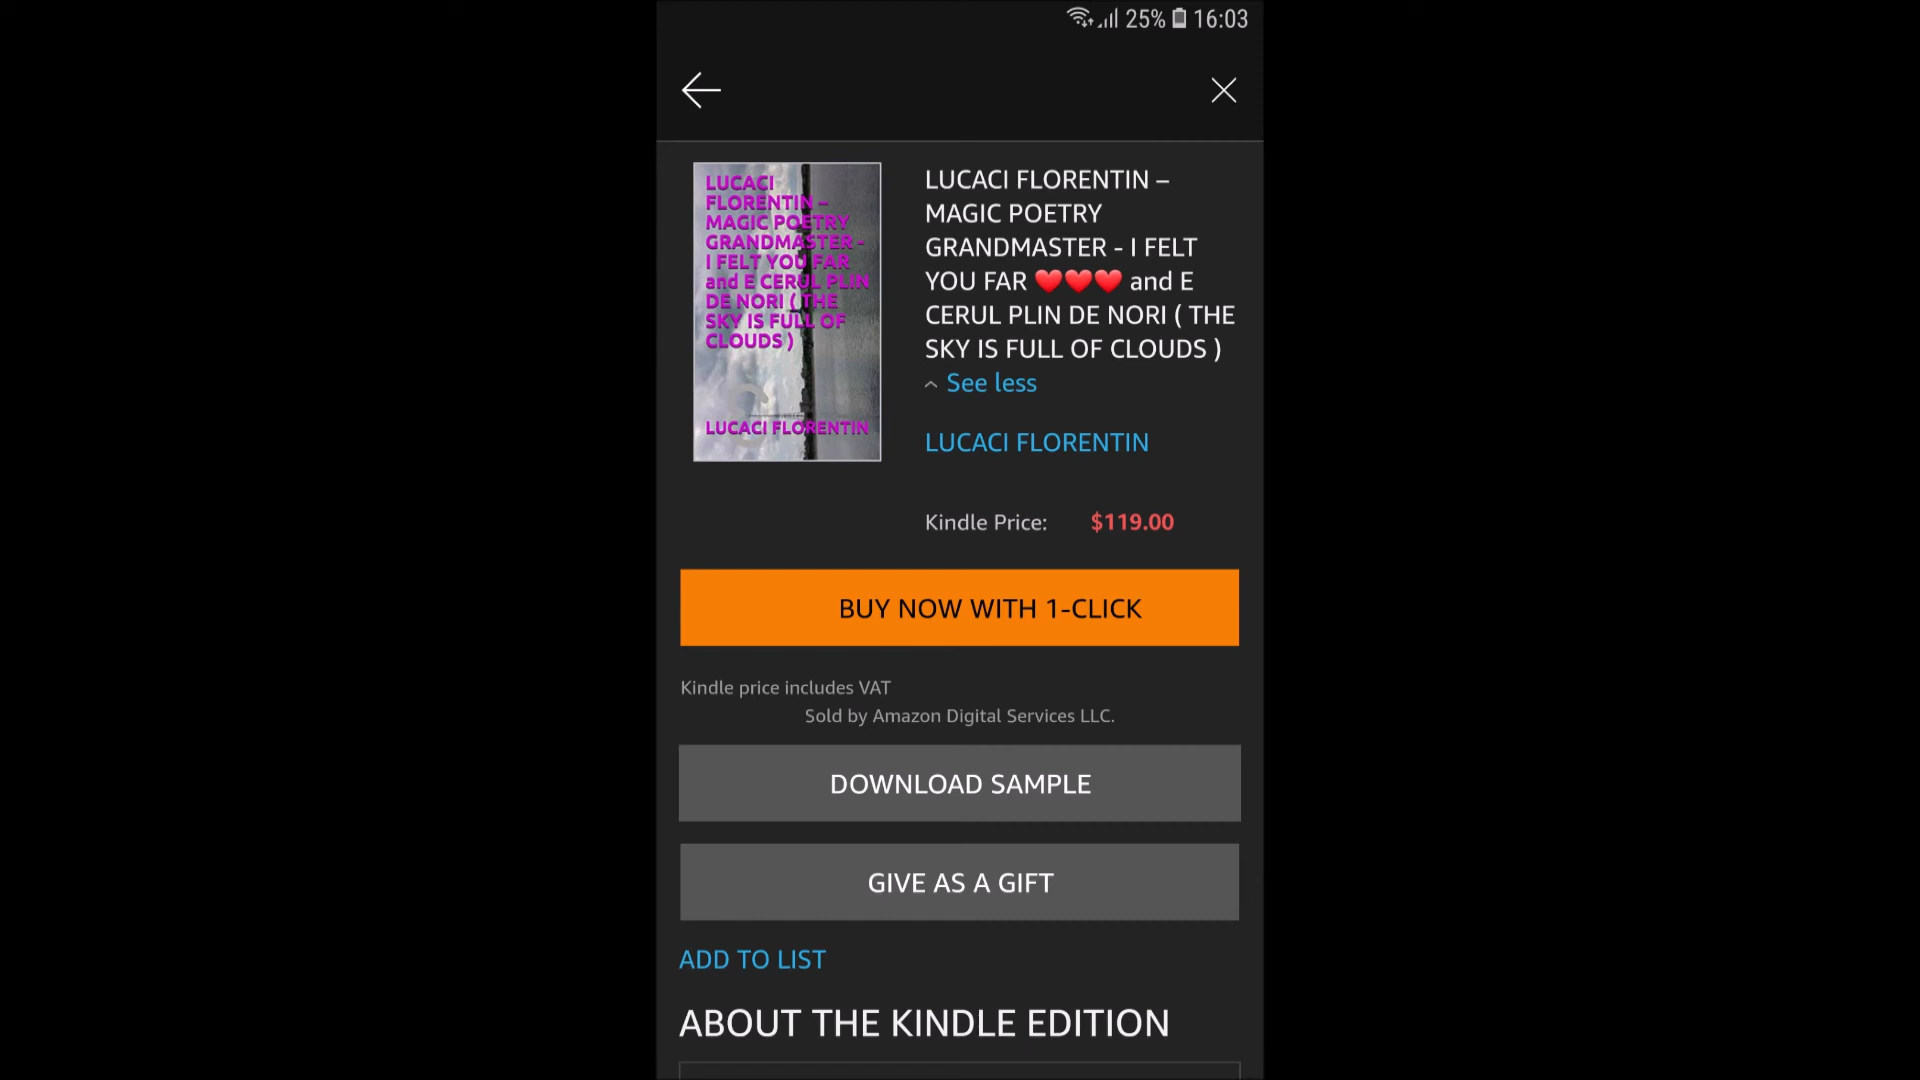 25% 16:03
LUCACI
FLORENTIN –
MAGIC POETRY
GRANDMASTER -
I FELT YOU FAR
and E CERUL PLIN
DE NORI ( THE
SKY IS FULL OF
CLOUDS )
LUCACI FLORENTIN
LUCACI FLORENTIN –
MAGIC POETRY
GRANDMASTER - I FELT
YOU FAR ❤️❤️❤️ and E
CERUL PLIN DE NORI ( THE
SKY IS FULL OF CLOUDS )
See less
LUCACI FLORENTIN
Kindle Price: $119.00
BUY NOW WITH 1-CLICK
Kindle price includes VAT
Sold by Amazon Digital Services LLC.
DOWNLOAD SAMPLE
GIVE AS A GIFT
ADD TO LIST
ABOUT THE KINDLE EDITION